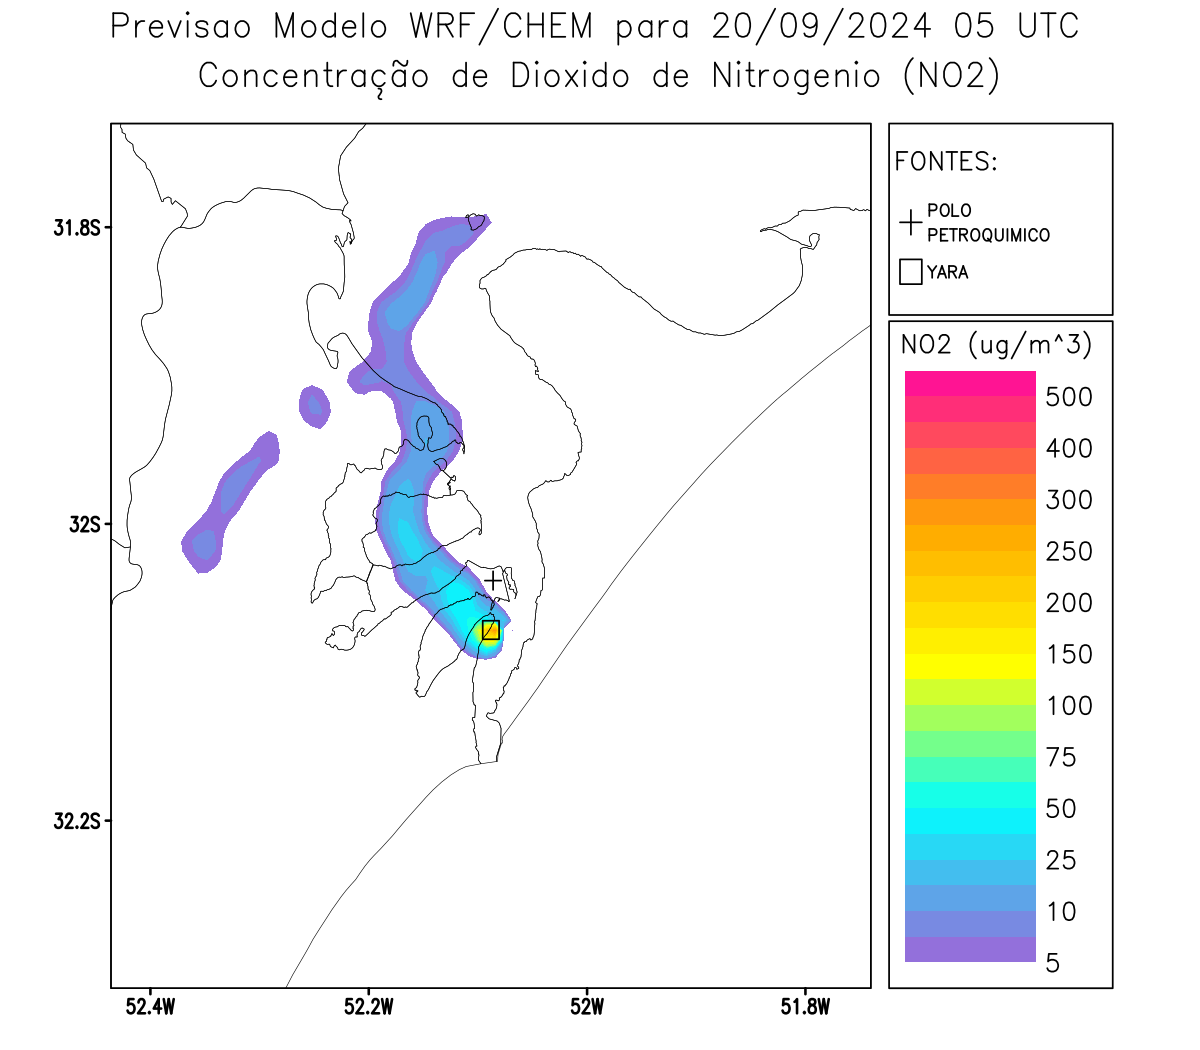 Previsao Modelo WRF/CHEM para 20/09/2024 05 UTC
Concentração de Dioxido de Nitrogenio (NO2)
FONTES:
POLO
PETROQUIMICO
YARA
NO2 (ug/m^3)
500
400
300
250
200
150
100
75
50
25
10
5
31.8S
32S
32.2S
52.4W
52.2W
52W
51.8W